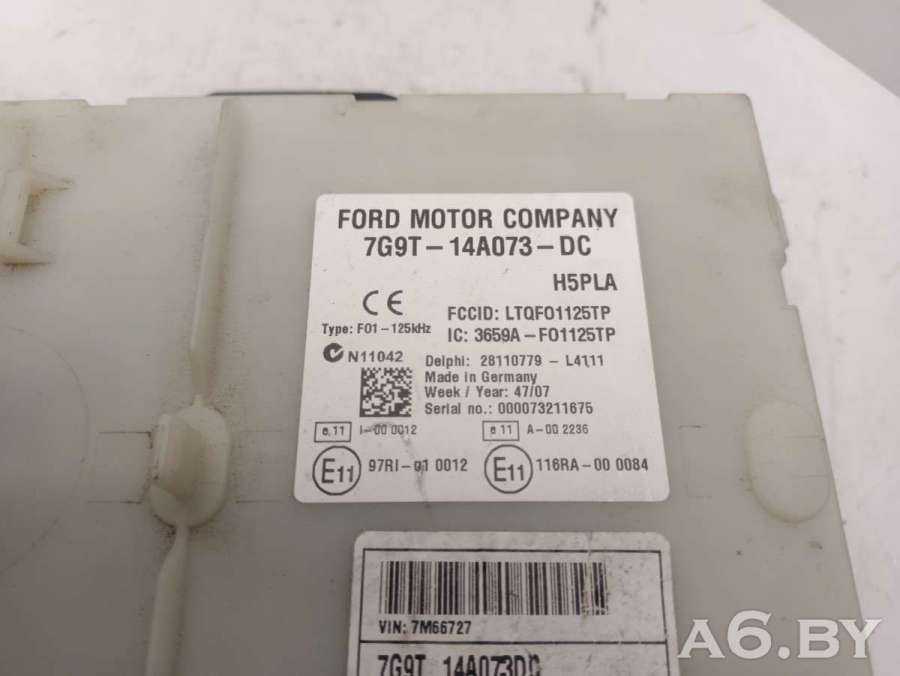 FORD MOTOR COMPANY
7G9T-14A073-DC
H5PLA
CE
FCCID: LTQFO1125TP
Type: FO1-125kHz
IC: 3659A-FO1125TP
N11042
Delphi: 28110779 - L4111
Made in Germany
Week / Year: 47/07
Serial no.: 000073211675
e.11 I-00 0012
e.11 A-00 2236
E11 97RI-01 0012
E11 116RA-00 0084
VIN: 7M66727
7G9T 14A073DC
A6.BY